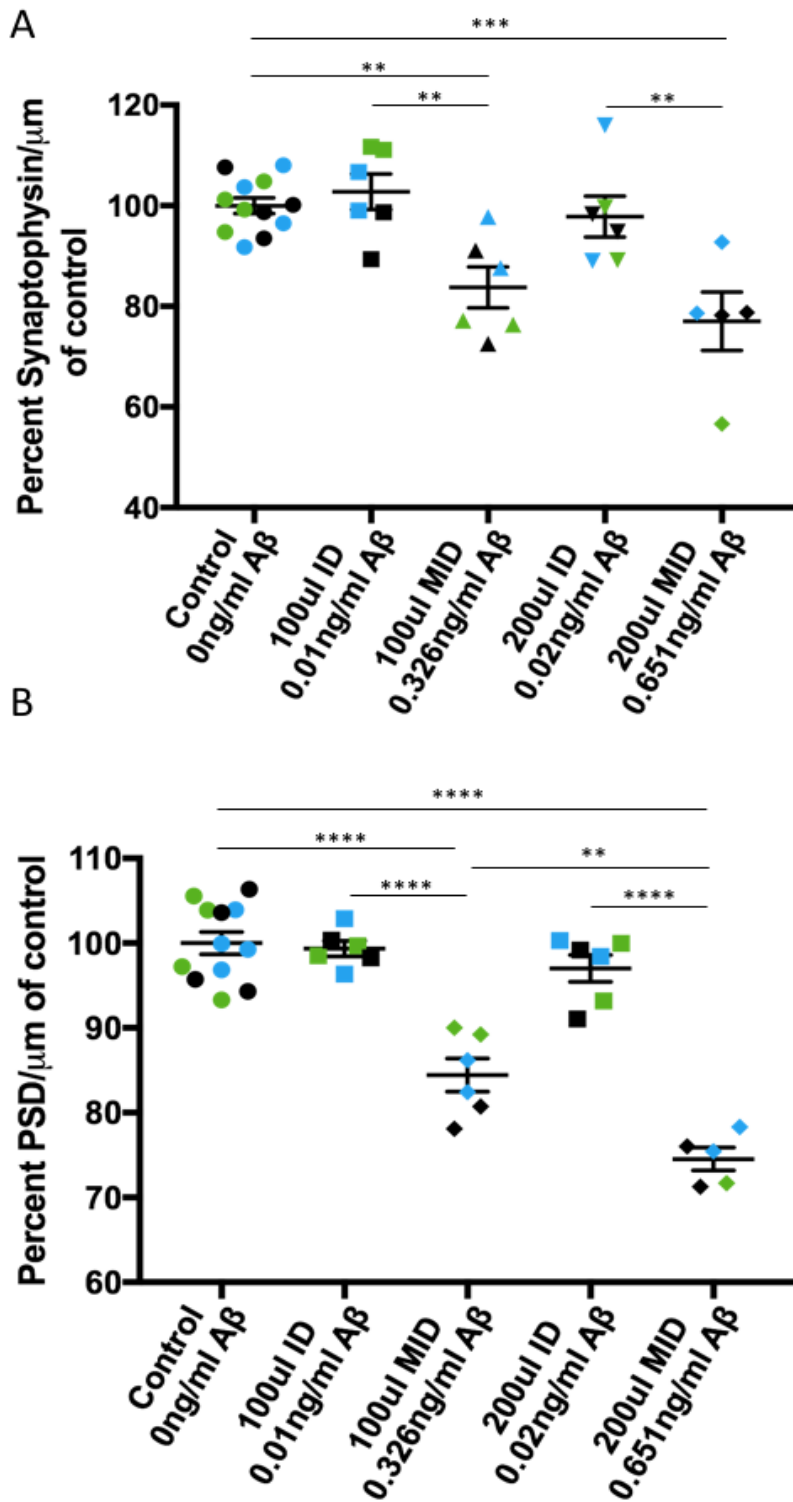 A
***
**
** **
120
100
80
60
40
Percent Synaptophysin/μm
of control
Control
0ng/ml Aβ
100ul ID
0.01ng/ml Aβ
100ul MID
0.326ng/ml Aβ
200ul ID
0.02ng/ml Aβ
200ul MID
0.651ng/ml Aβ
B
****
**** **
**** ****
110
100
90
80
70
60
Percent PSD/μm of control
Control
0ng/ml Aβ
100ul ID
0.01ng/ml Aβ
100ul MID
0.326ng/ml Aβ
200ul ID
0.02ng/ml Aβ
200ul MID
0.651ng/ml Aβ